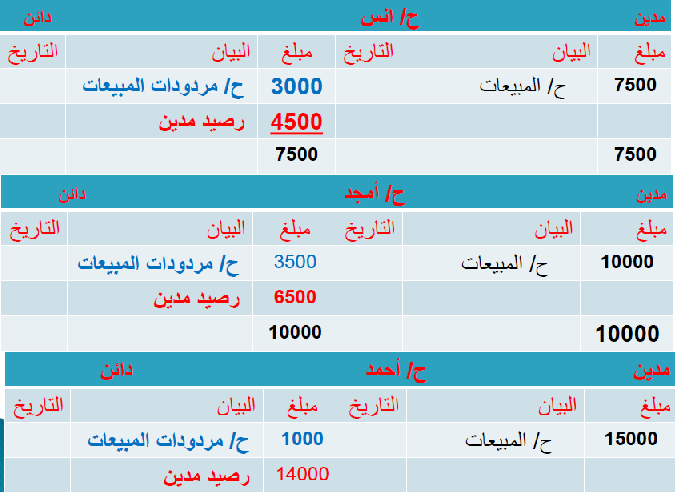 مدين ح/ انس دائن
مبلغ البيان التاريخ مبلغ البيان التاريخ
7500 ح/ المبيعات 3000 ح/ مردودات المبيعات
4500 رصيد مدين
7500 7500
مدين ح/ أمجد دائن
مبلغ البيان التاريخ مبلغ البيان التاريخ
10000 ح/ المبيعات 3500 ح/ مردودات المبيعات
6500 رصيد مدين
10000 10000
مدين ح/ أحمد دائن
مبلغ البيان التاريخ مبلغ البيان التاريخ
15000 ح/ المبيعات 1000 ح/ مردودات المبيعات
14000 رصيد مدين